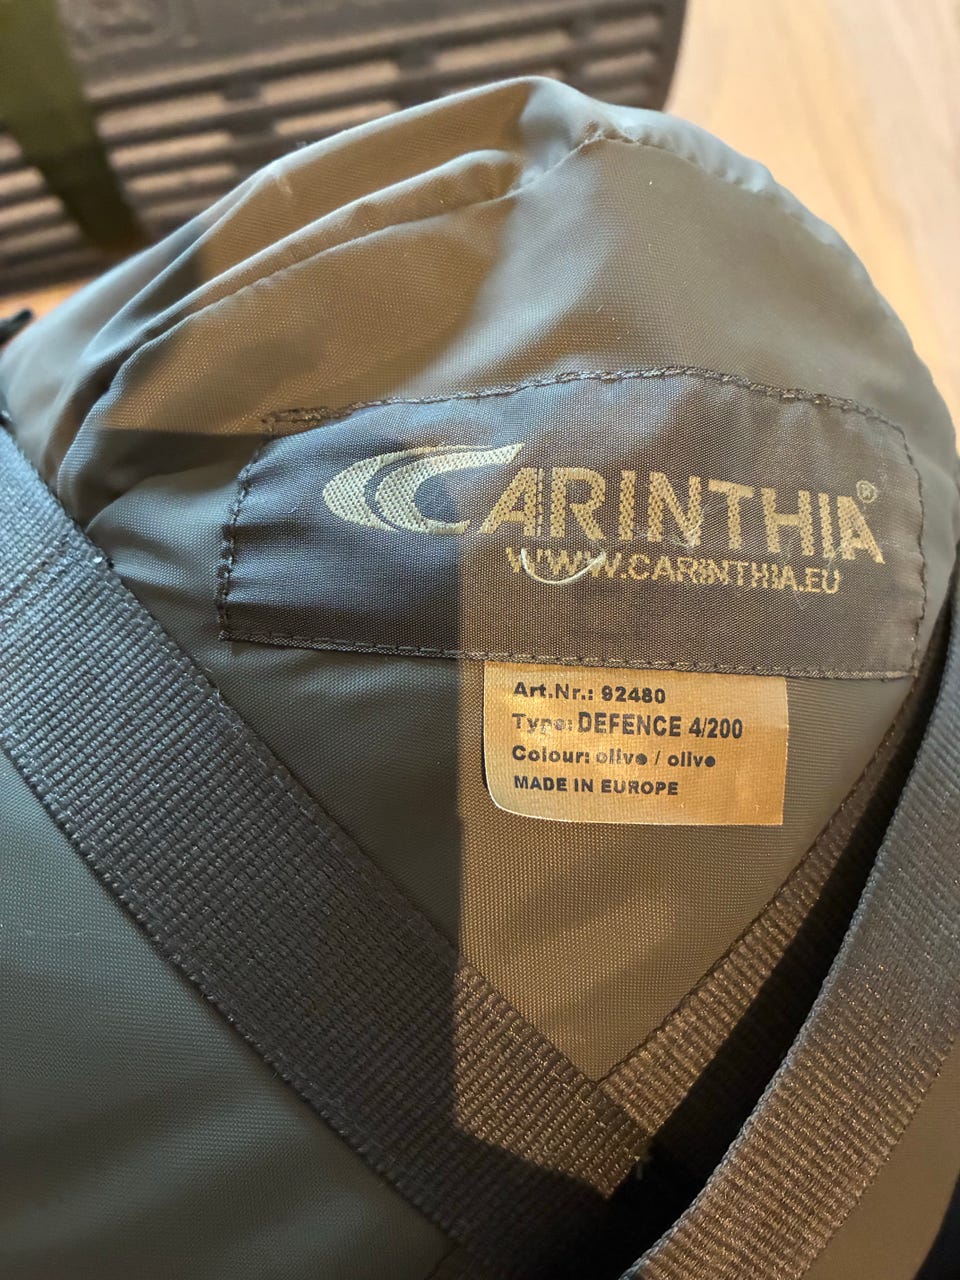 CARINTHIA®
WWW.CARINTHIA.EU
Art.Nr.: 92480
Type: DEFENCE 4/200
Colour: olive / olive
MADE IN EUROPE